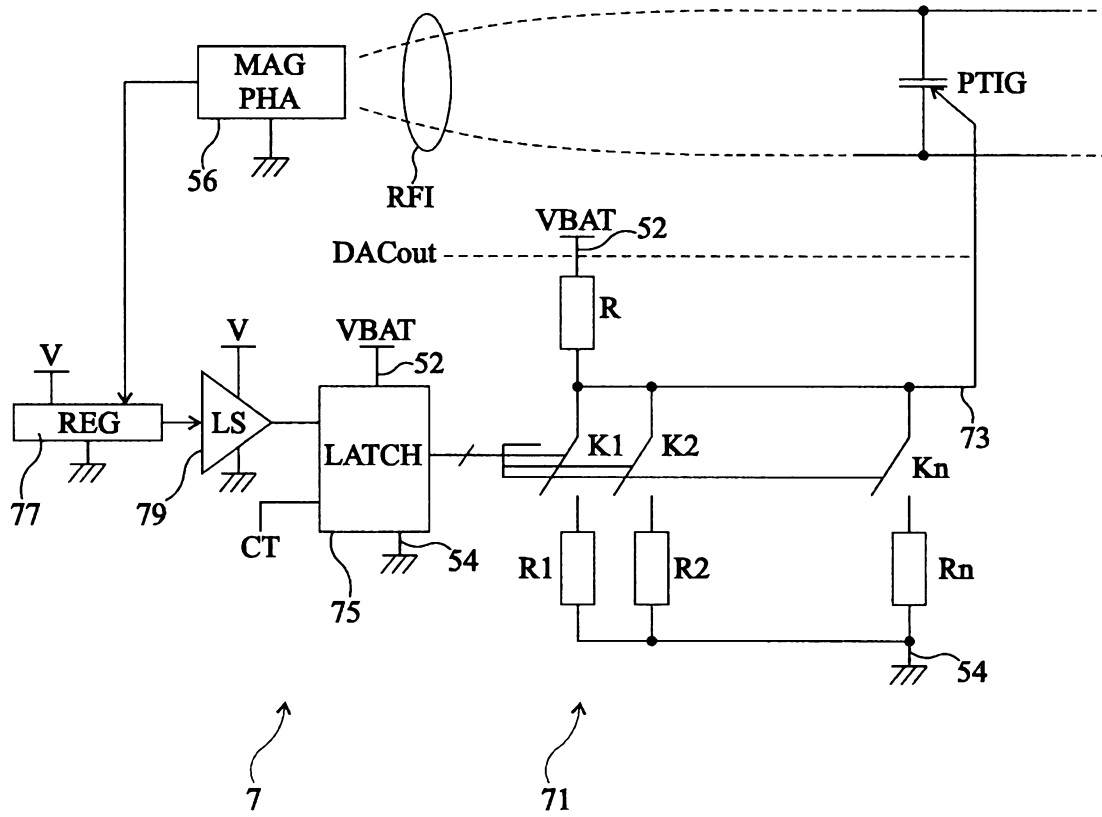 MAG
PHA
PTIG
56
RFI
VBAT
52
DACout
R
V
V
VBAT
52
REG
LS
LATCH
K1
K2
Kn
73
77
79
CT
75
54
R1
R2
Rn
54
7
71